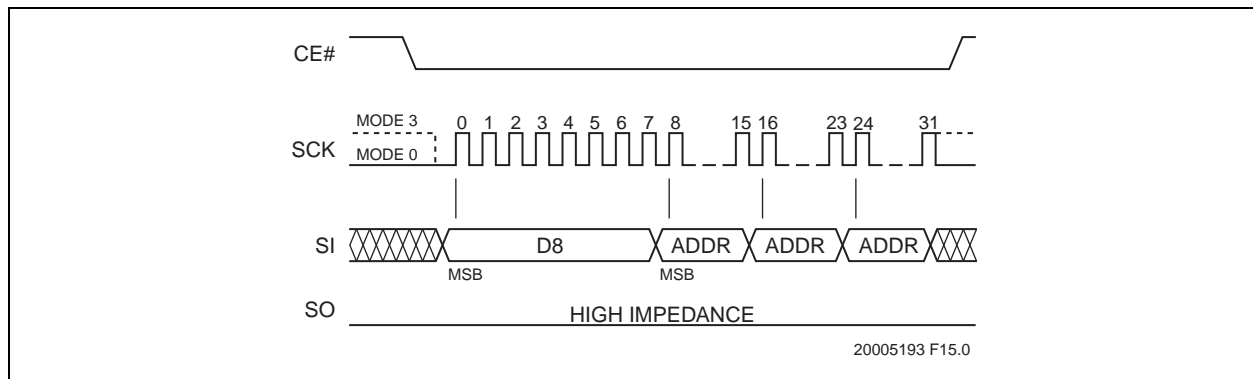 CE#
MODE 3
0 1 2 3 4 5 6 7 8 15 16 23 24 31
SCK
MODE 0
SI
D8 ADDR ADDR ADDR
MSB MSB
SO
HIGH IMPEDANCE
20005193 F15.0